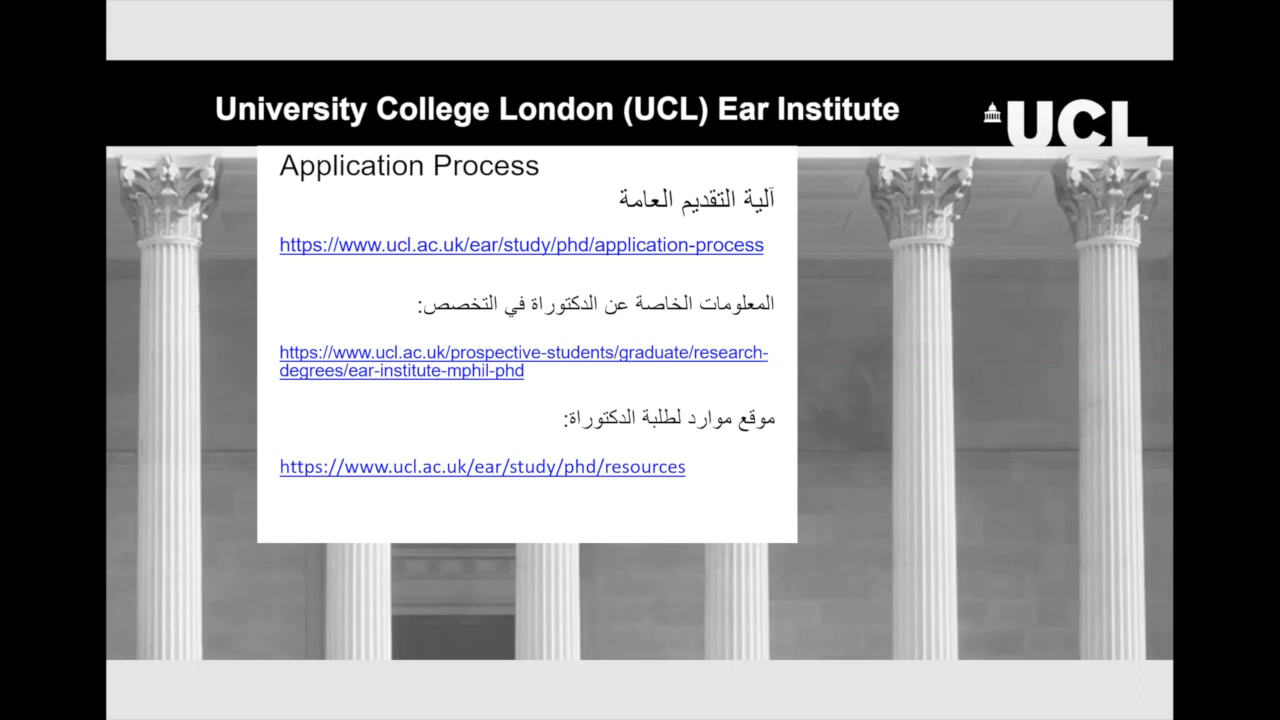 University College London (UCL) Ear Institute
UCL
Application Process
آلية التقديم العامة
https://www.ucl.ac.uk/ear/study/phd/application-process
المعلومات الخاصة عن الدكتوراة في التخصص:
https://www.ucl.ac.uk/prospective-students/graduate/research-
degrees/ear-institute-mphil-phd
موقع موارد لطلبة الدكتوراة:
https://www.ucl.ac.uk/ear/study/phd/resources